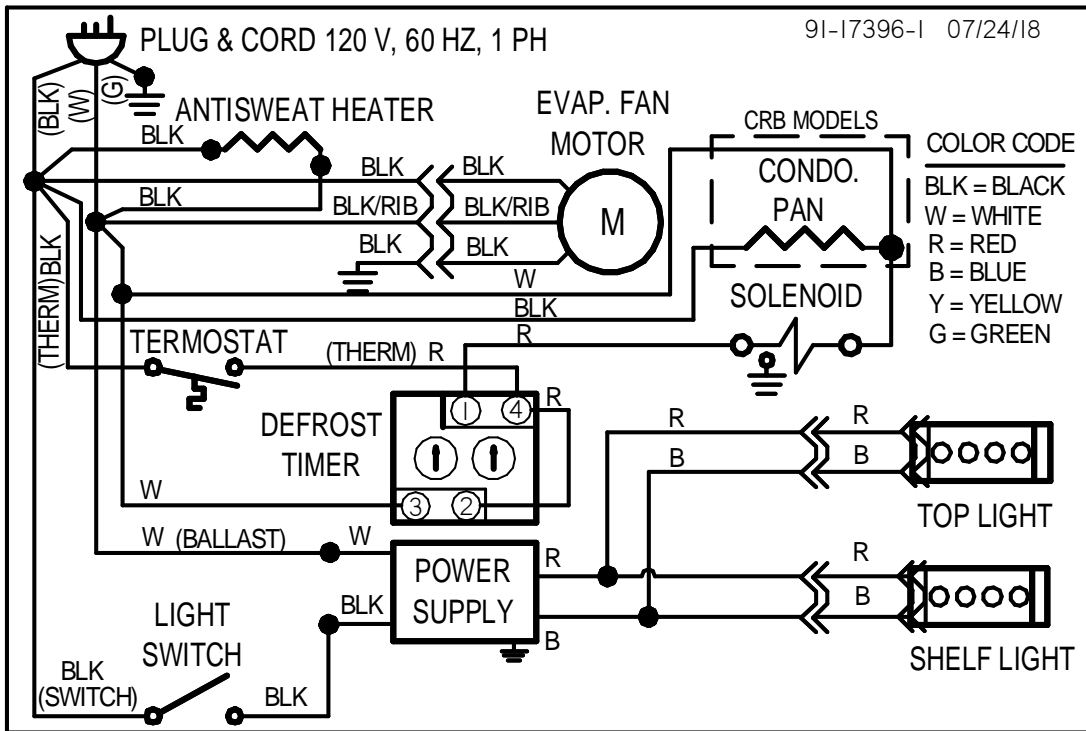 91-17396-1 07/24/18
PLUG & CORD 120 V, 60 HZ, 1 PH
(BLK)
(W)
(G)
ANTISWEAT HEATER
BLK
EVAP. FAN
MOTOR
M
CRB MODELS
CONDO.
PAN
COLOR CODE
BLK = BLACK
W = WHITE
R = RED
B = BLUE
Y = YELLOW
G = GREEN
BLK
BLK
BLK
BLK/RIB
BLK/RIB
BLK
BLK
W
BLK
SOLENOID
R
(THERM)BLK
TERMOSTAT
(THERM) R
1
4
R
DEFROST
TIMER
3
2
W
W (BALLAST)
W
POWER
SUPPLY
BLK
R
B
R
R
B
B
TOP LIGHT
R
B
SHELF LIGHT
LIGHT
SWITCH
BLK
(SWITCH)
BLK